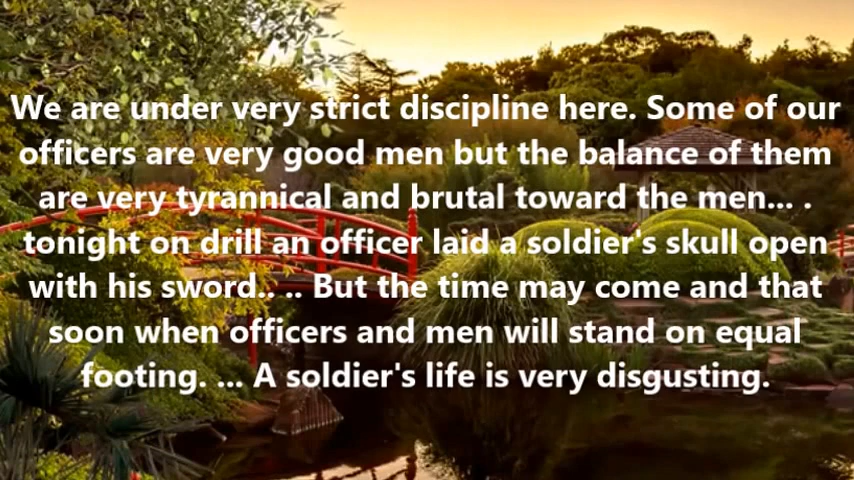 We are under very strict discipline here. Some of our
officers are very good men but the balance of them
are very tyrannical and brutal toward the men... .
tonight on drill an officer laid a soldier's skull open
with his sword.. .. But the time may come and that
soon when officers and men will stand on equal
footing. ... A soldier's life is very disgusting.